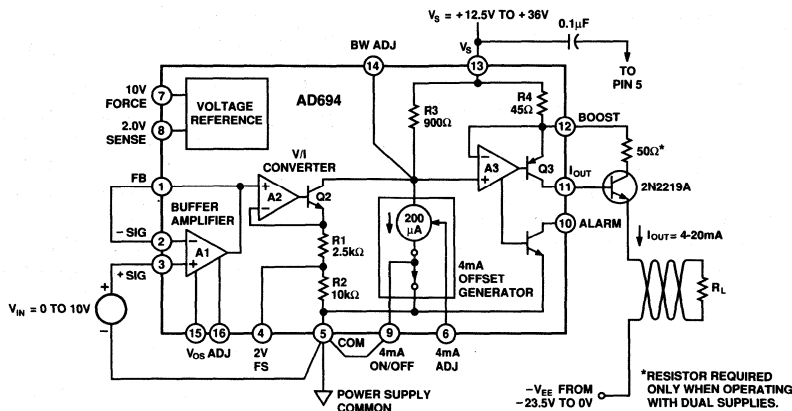 V_S = +12.5V TO +36V
0.1µF
BW ADJ
V_S
14
13
TO
PIN 5
10V
FORCE
7
2.0V
SENSE
8
VOLTAGE
REFERENCE
AD694
R3
900Ω
R4
45Ω
12
BOOST
50Ω*
V/I
CONVERTER
FB
1
A2
Q2
A3
Q3
I_OUT
11
2N2219A
BUFFER
AMPLIFIER
200
µA
10
ALARM
– SIG
2
A1
R1
2.5kΩ
I_OUT = 4-20mA
+ SIG
3
R2
10kΩ
4mA
OFFSET
GENERATOR
R_L
V_IN = 0 TO 10V
+
–
15
16
4
5
9
6
V_OS ADJ
2V
FS
COM
4mA
ON/OFF
4mA
ADJ
POWER SUPPLY
COMMON
–V_EE FROM
–23.5V TO 0V
*RESISTOR REQUIRED
ONLY WHEN OPERATING
WITH DUAL SUPPLIES.